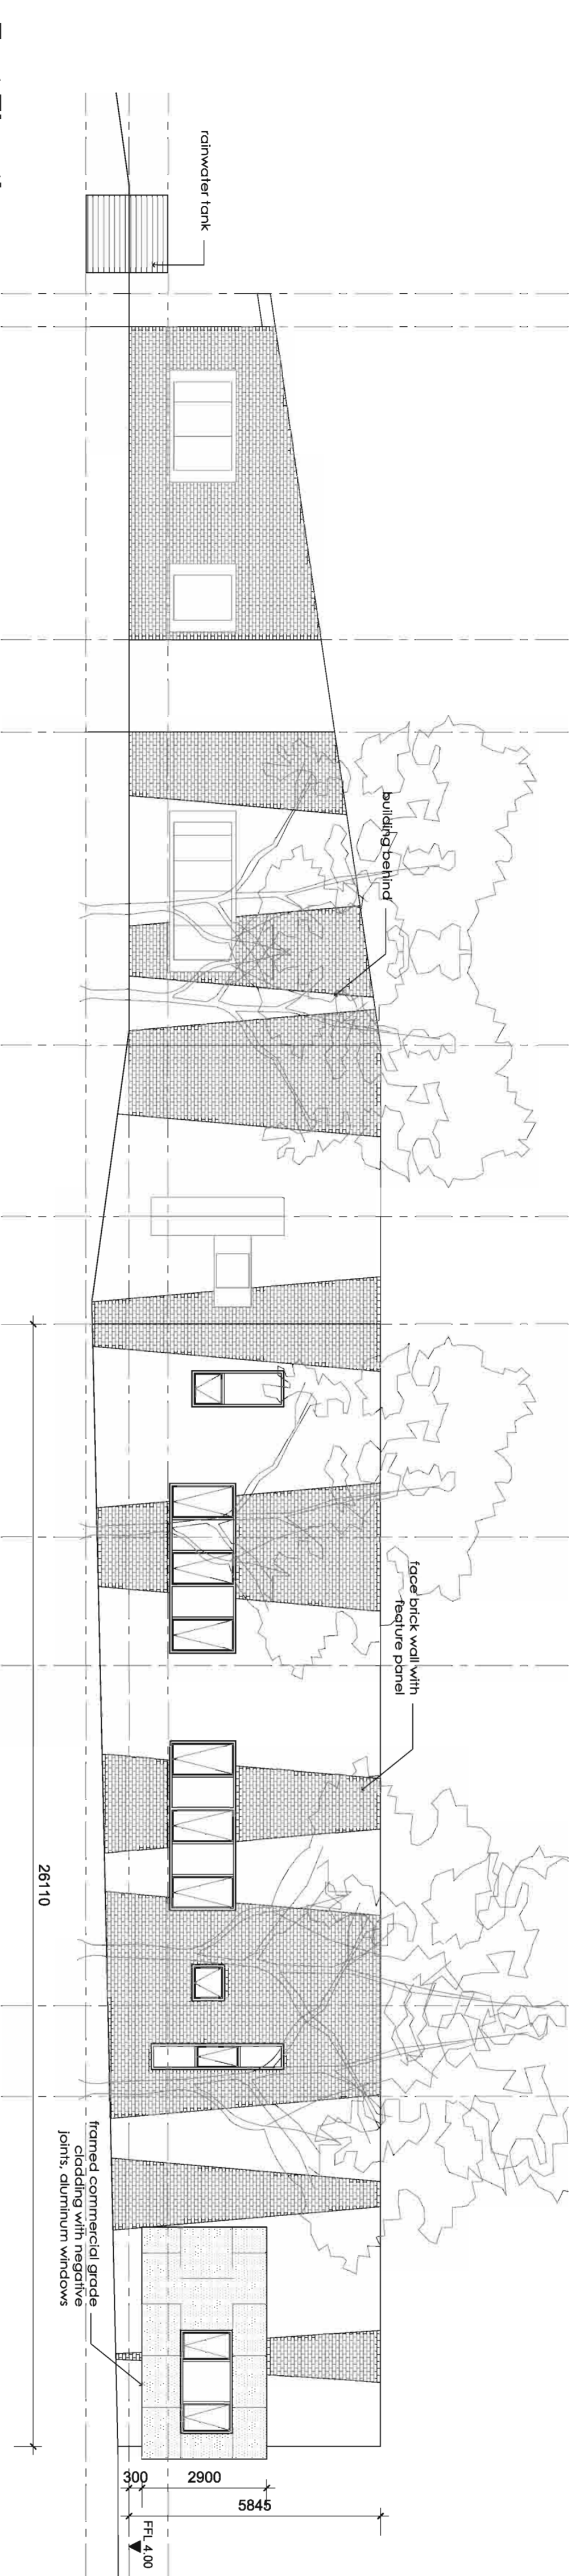 rainwater tank
building behind
face brick wall with
feature panel
26110
framed commercial grade
cladding with negative
joints, aluminum windows
300
2900
5845
FFL 4.00